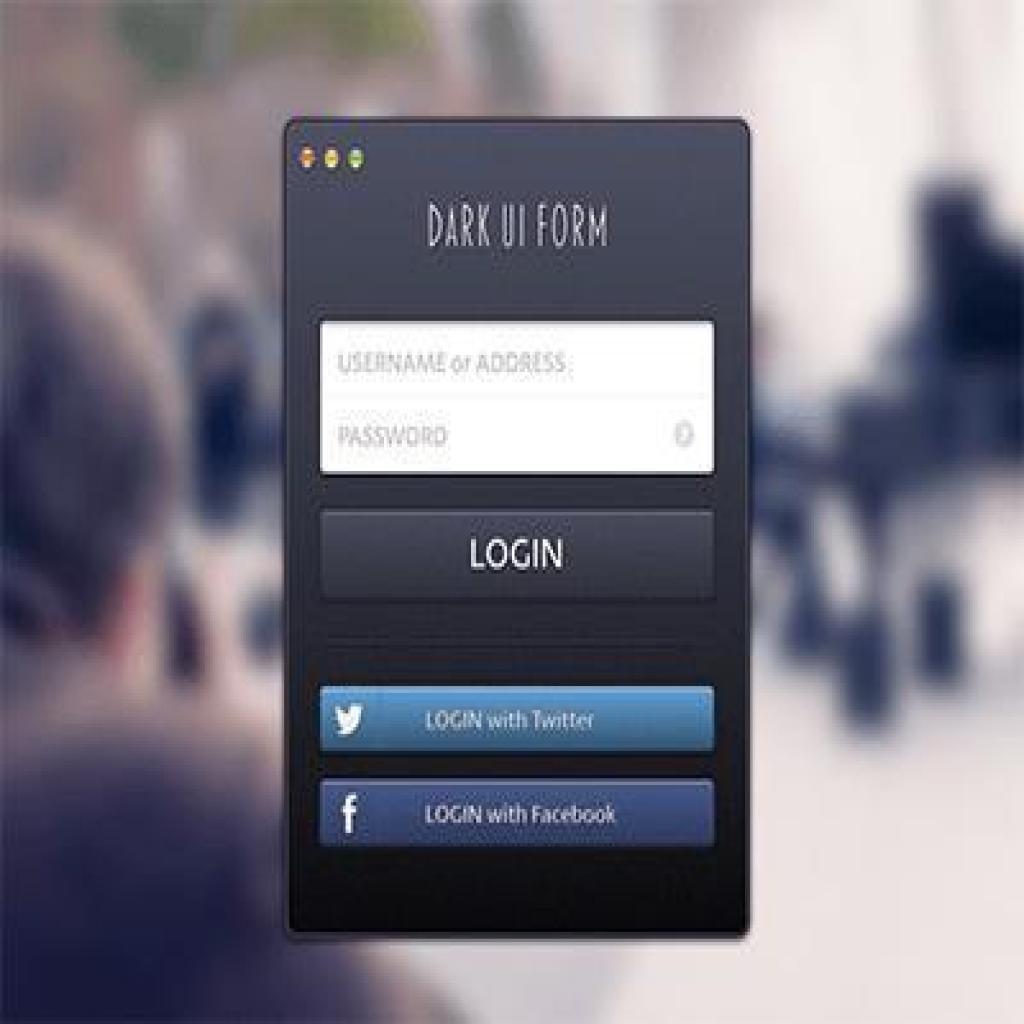 DARK UI FORM
USERNAME or ADDRESS
PASSWORD
LOGIN
LOGIN with Twitter
LOGIN with Facebook